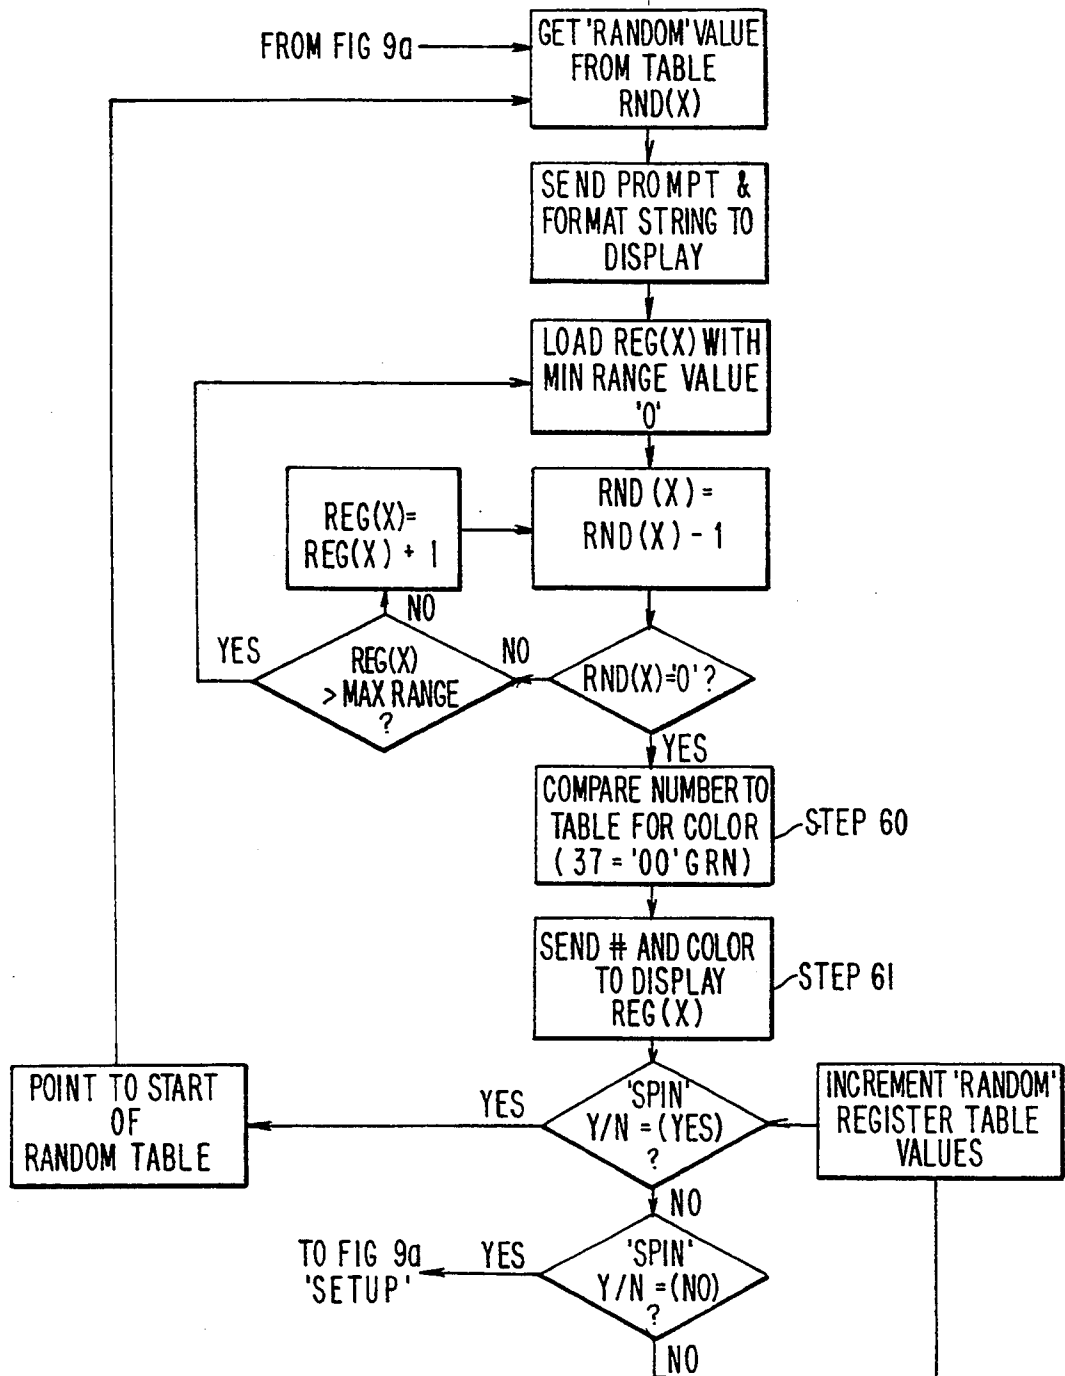 FROM FIG 9a
GET 'RANDOM' VALUE
FROM TABLE
RND(X)
SEND PROMPT &
FORMAT STRING TO
DISPLAY
LOAD REG(X) WITH
MIN RANGE VALUE
'0'
REG(X)=
REG(X) + 1
RND(X)=
RND(X) - 1
NO
YES
REG(X)
> MAX RANGE
?
NO
RND(X)='0'?
YES
COMPARE NUMBER TO
TABLE FOR COLOR
(37='00' GRN)
STEP 60
SEND # AND COLOR
TO DISPLAY
REG(X)
STEP 61
POINT TO START
OF
RANDOM TABLE
YES
'SPIN'
Y/N =(YES)
?
INCREMENT 'RANDOM'
REGISTER TABLE
VALUES
NO
TO FIG 9a
'SETUP'
YES
'SPIN'
Y/N =(NO)
?
NO